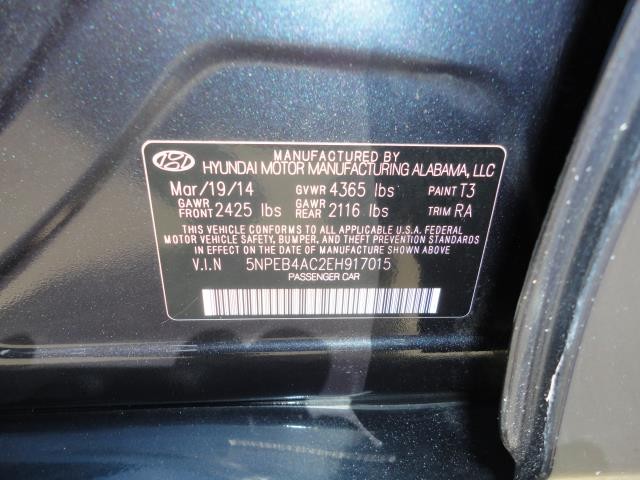 MANUFACTURED BY
HYUNDAI MOTOR MANUFACTURING ALABAMA, LLC
Mar/19/14 GVWR 4365 lbs PAINT T3
GAWR FRONT 2425 lbs GAWR REAR 2116 lbs TRIM RA
THIS VEHICLE CONFORMS TO ALL APPLICABLE U.S.A. FEDERAL
MOTOR VEHICLE SAFETY, BUMPER, AND THEFT PREVENTION STANDARDS
IN EFFECT ON THE DATE OF MANUFACTURE SHOWN ABOVE
V.I.N 5NPEB4AC2EH917015
PASSENGER CAR